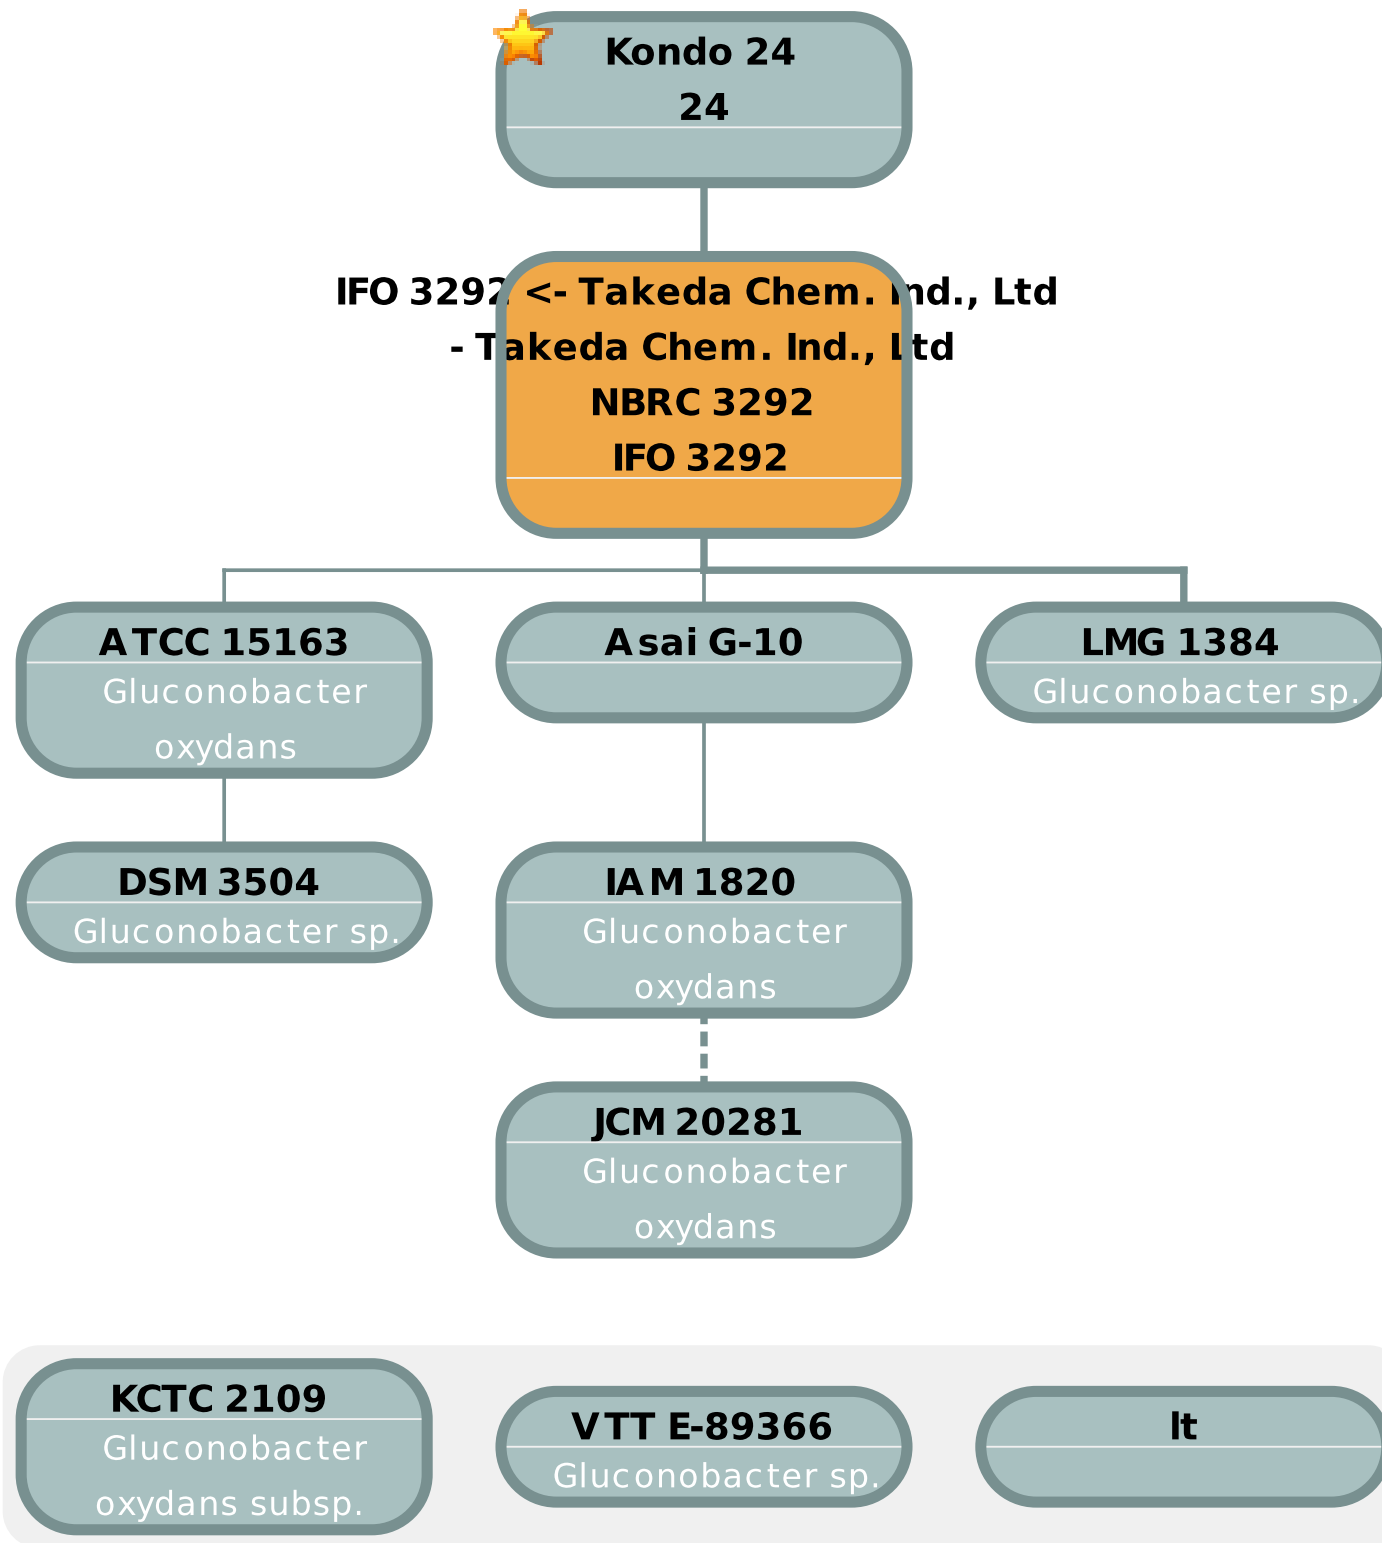 Kondo 24
24
IFO 3292 <- Takeda Chem. Ind., Ltd
- Takeda Chem. Ind., Ltd
NBRC 3292
IFO 3292
ATCC 15163
Gluconobacter
oxydans
Asai G-10
LMG 1384
Gluconobacter sp.
DSM 3504
Gluconobacter sp.
IAM 1820
Gluconobacter
oxydans
JCM 20281
Gluconobacter
oxydans
KCTC 2109
Gluconobacter
oxydans subsp.
VTT E-89366
Gluconobacter sp.